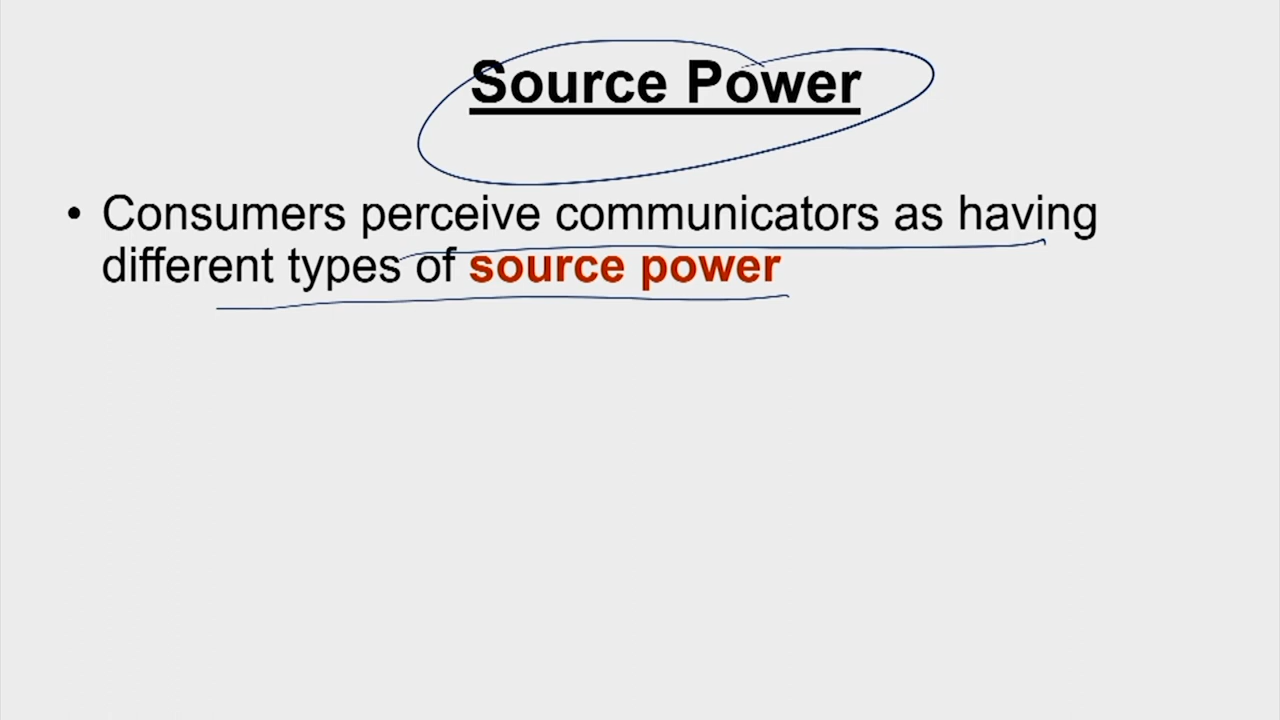 Source Power
• Consumers perceive communicators as having
different types of source power